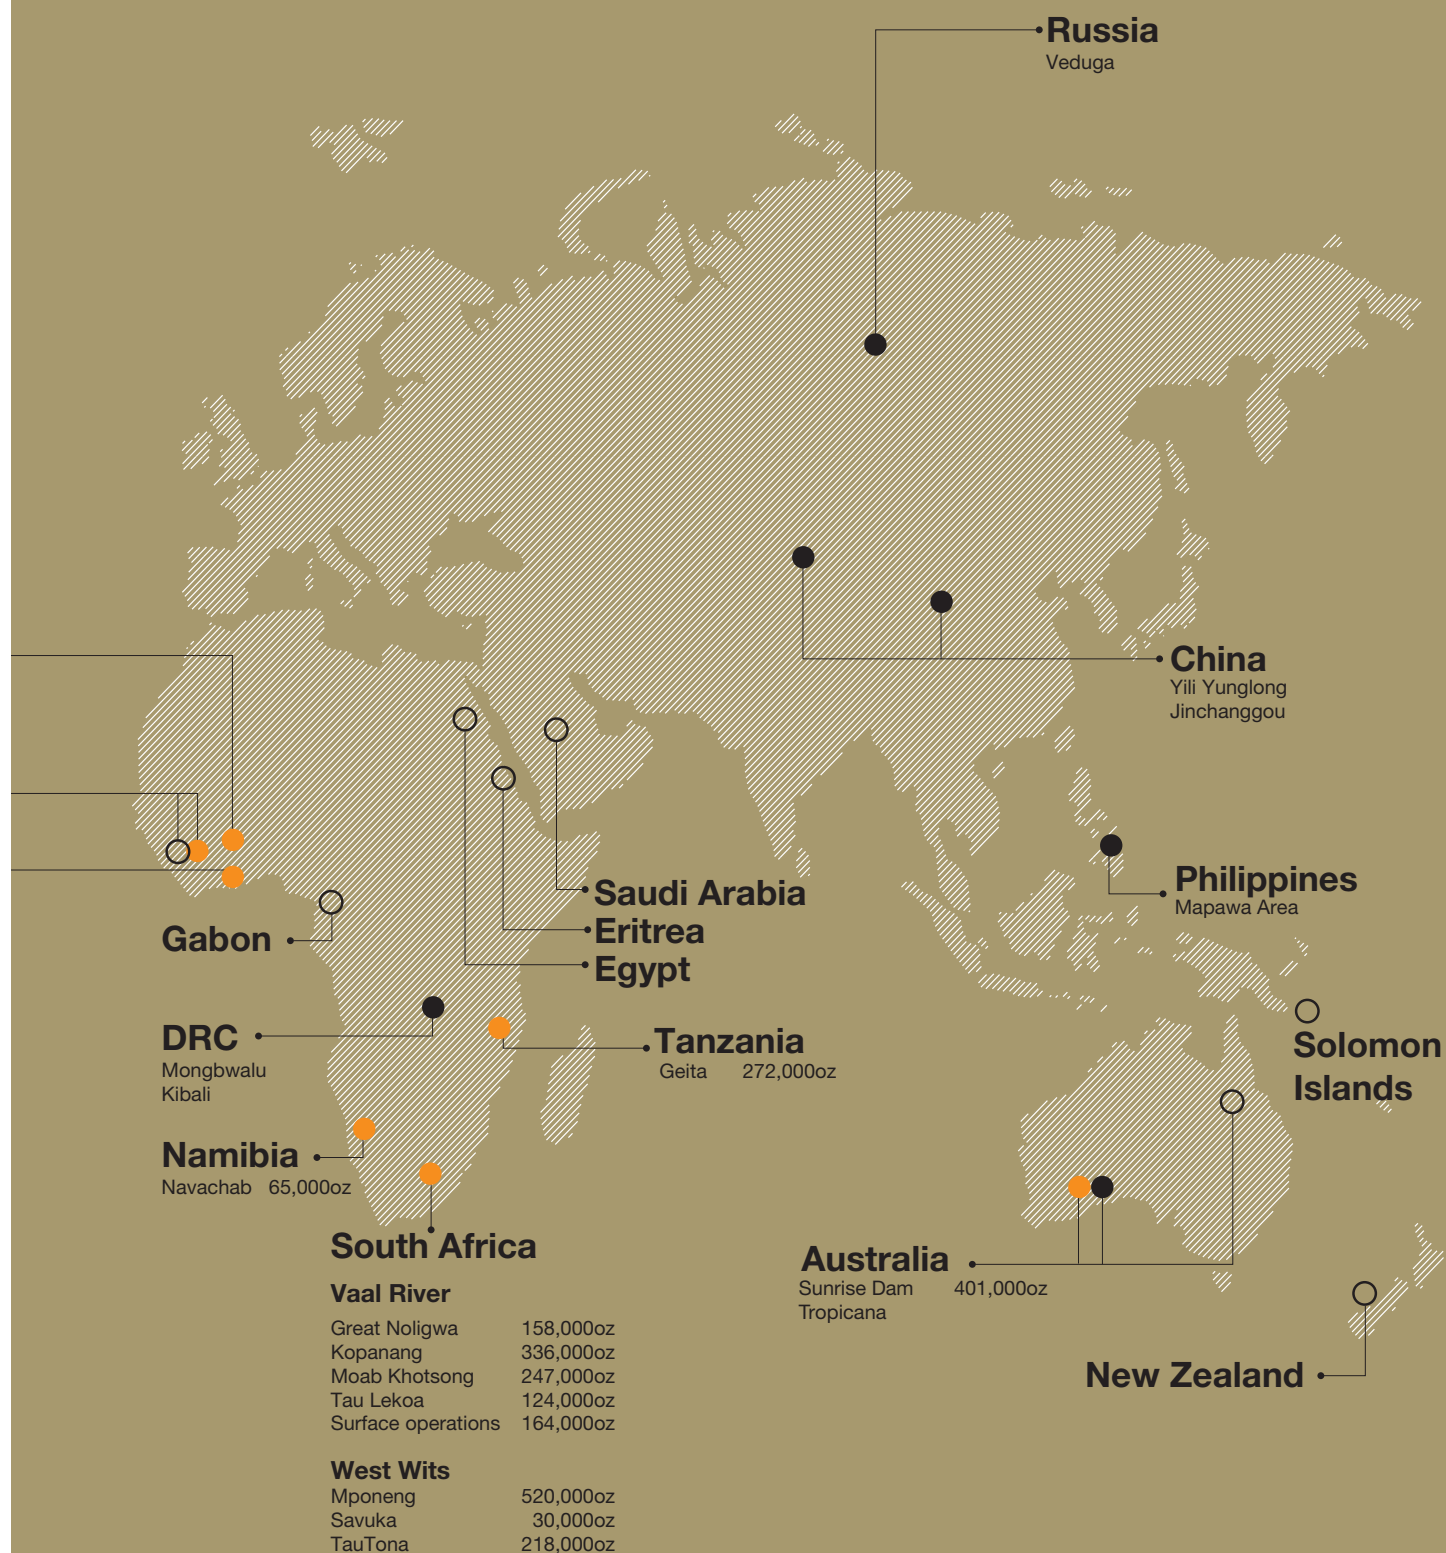 Russia
Veduga
China
Yili Yunglong
Jinchanggou
Philippines
Mapawa Area
Saudi Arabia
Eritrea
Egypt
Gabon
DRC
Mongbwalu
Kibali
Tanzania
Geita 272,000oz
Solomon
Islands
Namibia
Navachab 65,000oz
South Africa
Vaal River
Great Noligwa 158,000oz
Kopanang 336,000oz
Moab Khotsong 247,000oz
Tau Lekoa 124,000oz
Surface operations 164,000oz
West Wits
Mponeng 520,000oz
Savuka 30,000oz
TauTona 218,000oz
Australia
Sunrise Dam 401,000oz
Tropicana
New Zealand